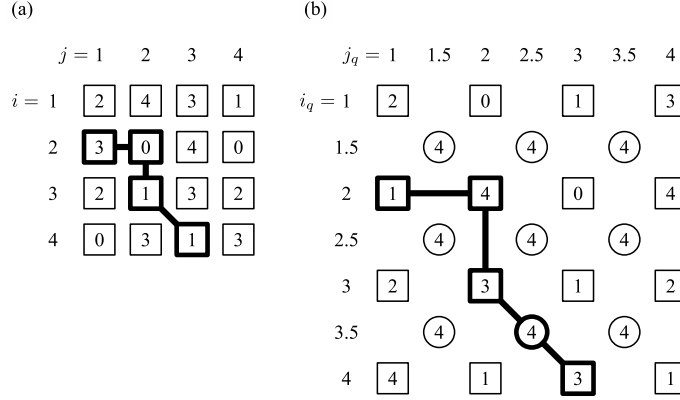 (a)
j = 1 2 3 4
i = 1 2 4 3 1
2 3 0 4 0
3 2 1 3 2
4 0 3 1 3
(b)
j_q = 1 1.5 2 2.5 3 3.5 4
i_q = 1 2 0 1 3
1.5 4 4 4
2 1 4 0 4
2.5 4 4 4
3 2 3 1 2
3.5 4 4 4
4 4 1 3 1